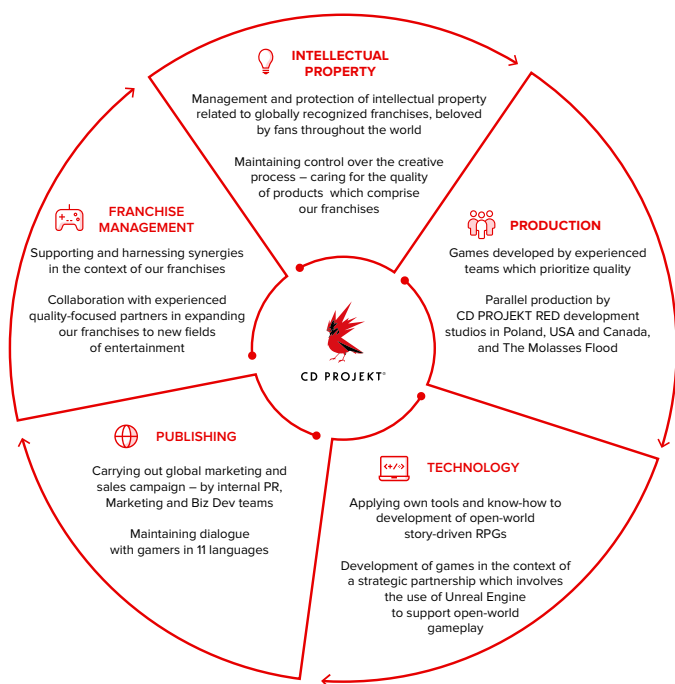 INTELLECTUAL
PROPERTY
Management and protection of intellectual property
related to globally recognized franchises, beloved
by fans throughout the world
Maintaining control over the creative
process – caring for the quality
of products which comprise
our franchises
PRODUCTION
Games developed by experienced
teams which prioritize quality
Parallel production by
CD PROJEKT RED development
studios in Poland, USA and Canada,
and The Molasses Flood
TECHNOLOGY
Applying own tools and know-how to
development of open-world
story-driven RPGs
Development of games in the context of
a strategic partnership which involves
the use of Unreal Engine
to support open-world
gameplay
PUBLISHING
Carrying out global marketing and
sales campaign – by internal PR,
Marketing and Biz Dev teams
Maintaining dialogue
with gamers in 11 languages
FRANCHISE
MANAGEMENT
Supporting and harnessing synergies
in the context of our franchises
Collaboration with experienced
quality-focused partners in expanding
our franchises to new fields
of entertainment
CD PROJEKT®